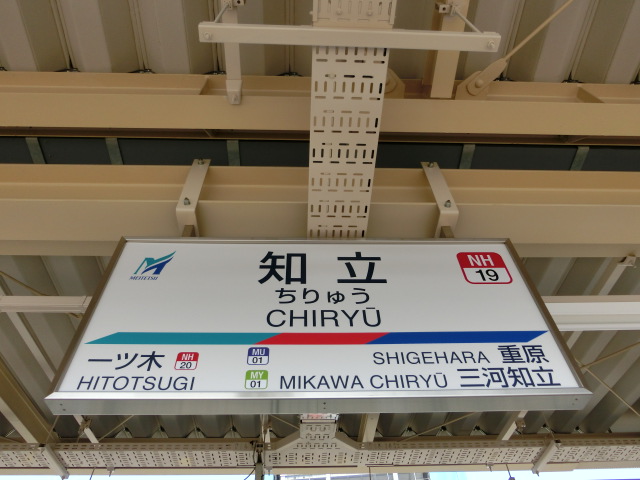 MEITETSU
知立
NH
19
ちりゅう
CHIRYŪ
一ツ木
NH
20
HITOTSUGI
MU
01
SHIGEHARA 重原
MY
01
MIKAWA CHIRYŪ 三河知立